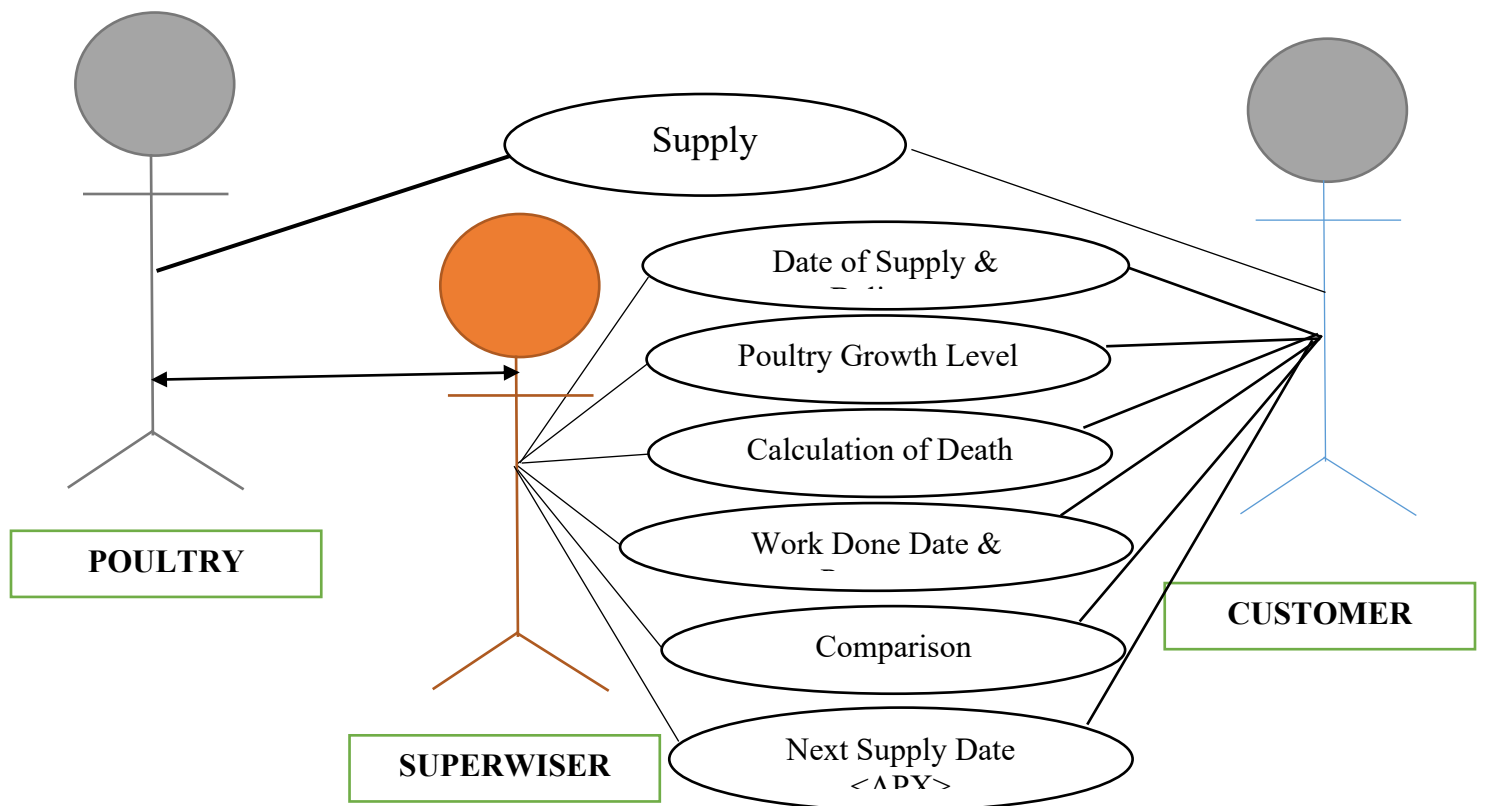 Supply
Date of Supply &
Poultry Growth Level
Calculation of Death
Work Done Date &
POULTRY
CUSTOMER
Comparison
SUPERWISER
Next Supply Date
<APX>